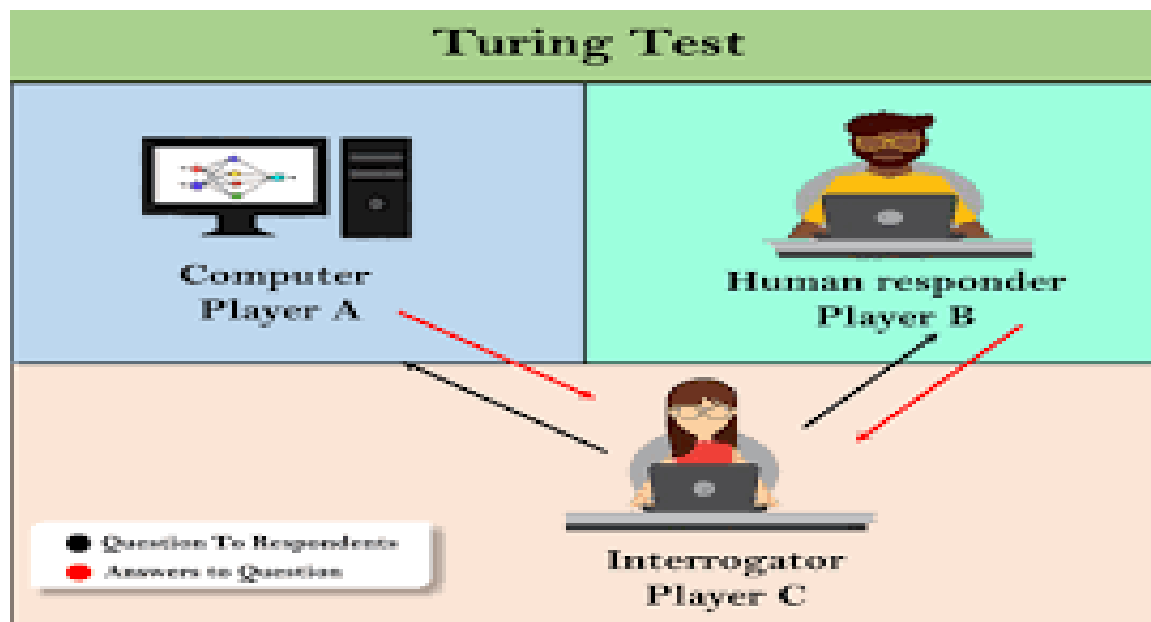 Turing Test
Computer
Player A
Human responder
Player B
Question To Respondents
Answers to Question
Interrogator
Player C